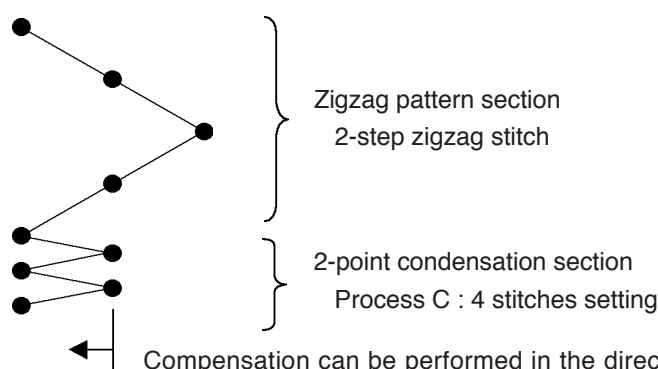 Zigzag pattern section
2-step zigzag stitch
2-point condensation section
Process C : 4 stitches setting
Compensation can be performed in the direc